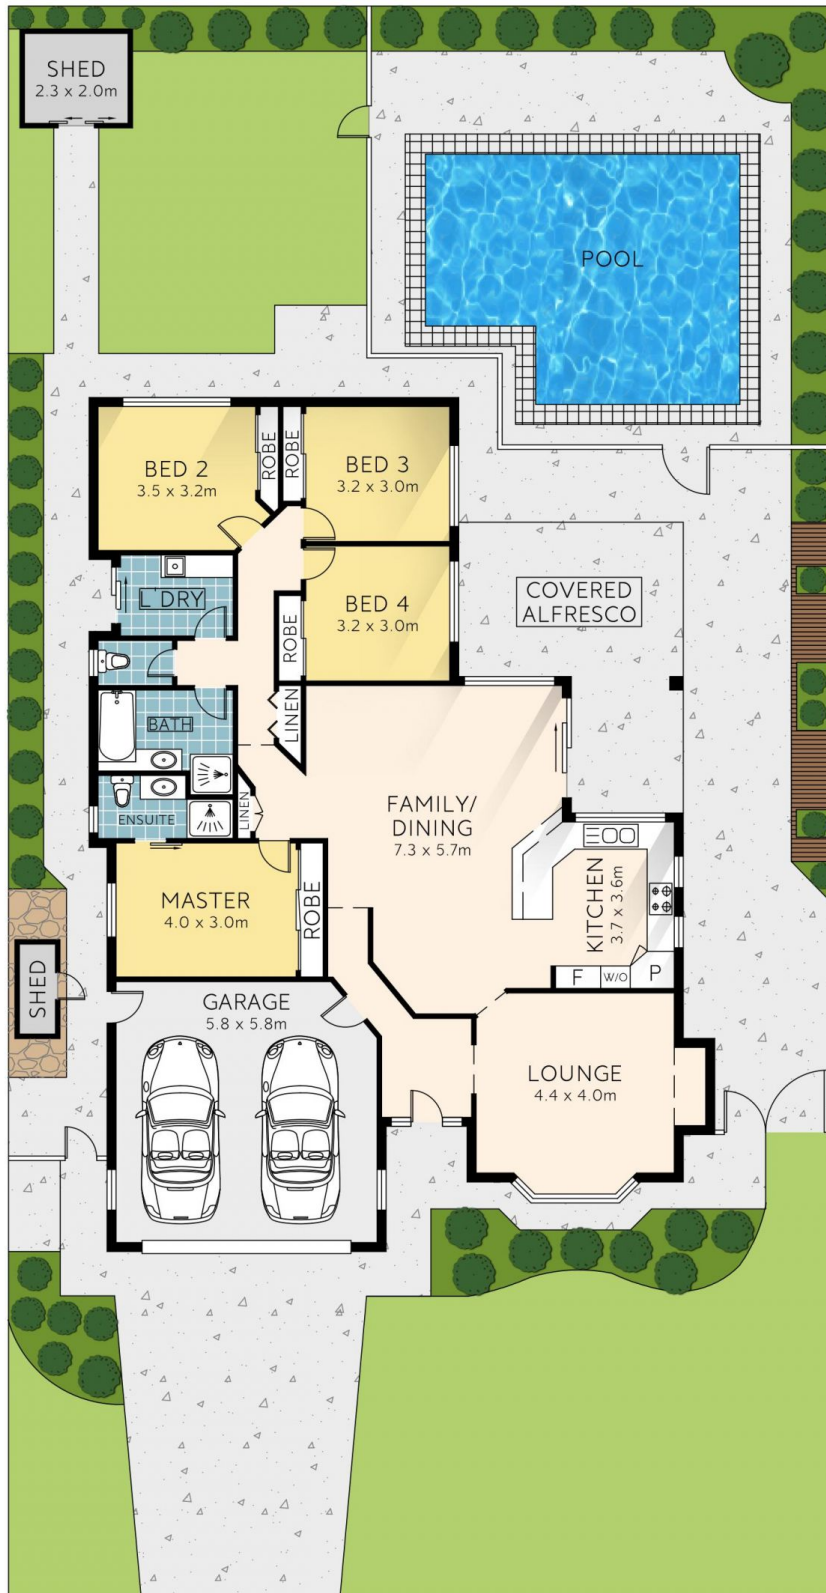 SHED
2.3 x 2.0m
POOL
BED 2
3.5 x 3.2m
ROBE
ROBE
BED 3
3.2 x 3.0m
L'DRY
BED 4
3.2 x 3.0m
ROBE
COVERED
ALFRESCO
LINEN
BATH
ENSUITE
LINEN
FAMILY/
DINING
7.3 x 5.7m
KITCHEN
3.7 x 3.6m
MASTER
4.0 x 3.0m
ROBE
F
W/O
P
SHED
GARAGE
5.8 x 5.8m
LOUNGE
4.4 x 4.0m